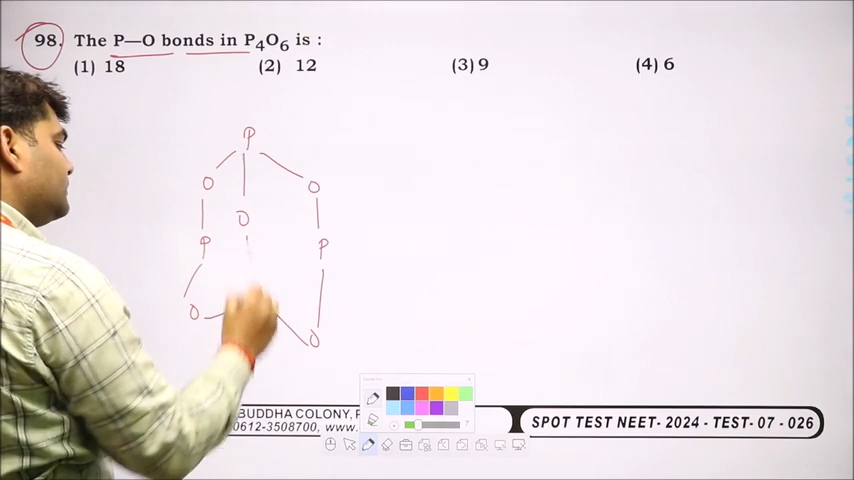 98. The P—O bonds in P4O6 is :
(1) 18 (2) 12 (3) 9 (4) 6
P
O O
O
P P
O
O
BUDDHA COLONY, P
0612-3508700, www.
SPOT TEST NEET- 2024 - TEST- 07 - 026
7